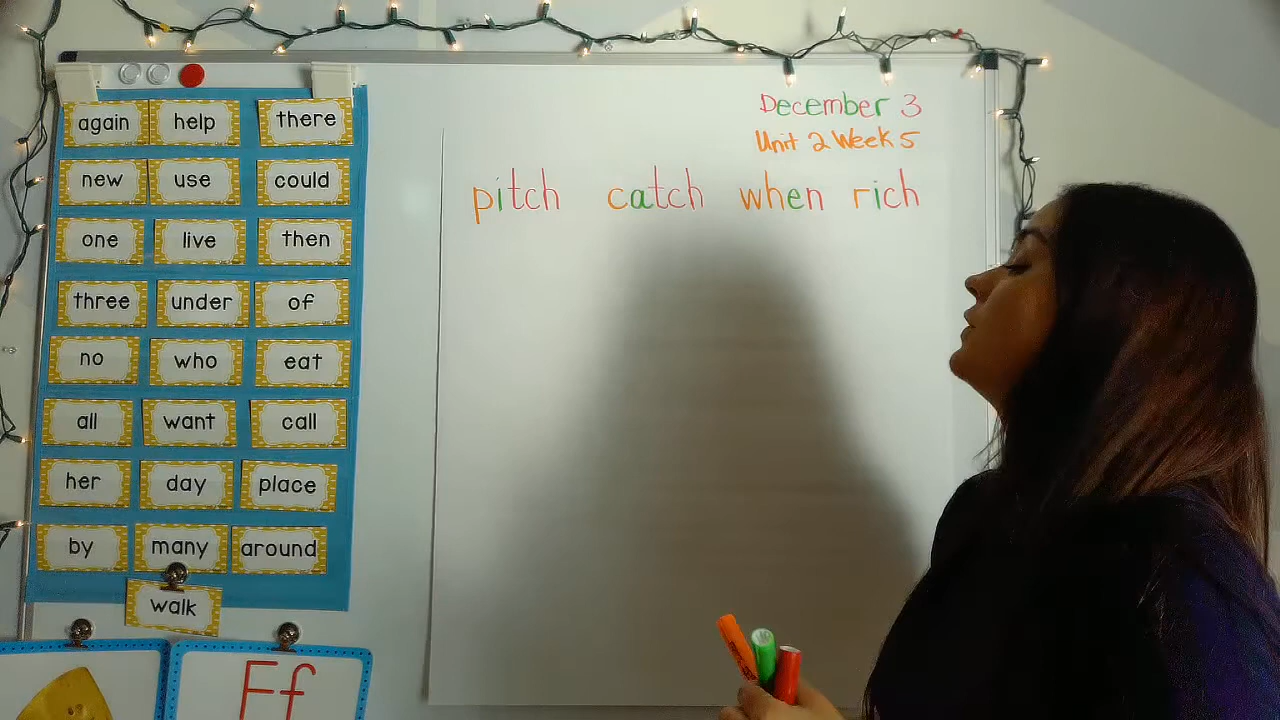 again help there
new use could
one live then
three under of
no who eat
all want call
her day place
by many around
walk
Ff
December 3
Unit 2 Week 5
pitch catch when rich